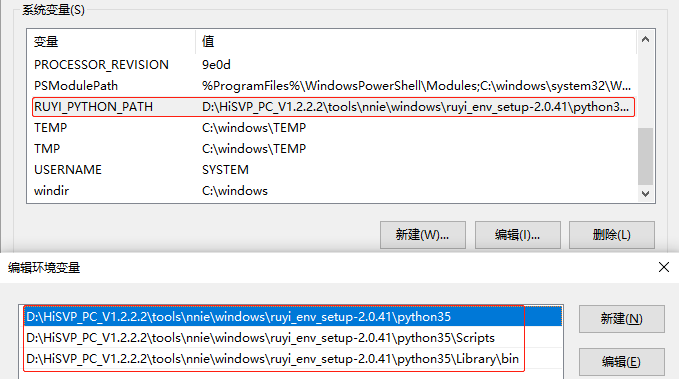 系统变量(S)
变量 值
PROCESSOR_REVISION 9e0d
PSModulePath %ProgramFiles%\WindowsPowerShell\Modules;C:\windows\system32\W...
RUYI_PYTHON_PATH D:\HiSVP_PC_V1.2.2.2\tools\nnie\windows\ruyi_env_setup-2.0.41\python3...
TEMP C:\windows\TEMP
TMP C:\windows\TEMP
USERNAME SYSTEM
windir C:\windows
新建(W)... 编辑(I)... 删除(L)
编辑环境变量
D:\HiSVP_PC_V1.2.2.2\tools\nnie\windows\ruyi_env_setup-2.0.41\python35
新建(N)
D:\HiSVP_PC_V1.2.2.2\tools\nnie\windows\ruyi_env_setup-2.0.41\python35\Scripts
D:\HiSVP_PC_V1.2.2.2\tools\nnie\windows\ruyi_env_setup-2.0.41\python35\Library\bin
编辑(E)